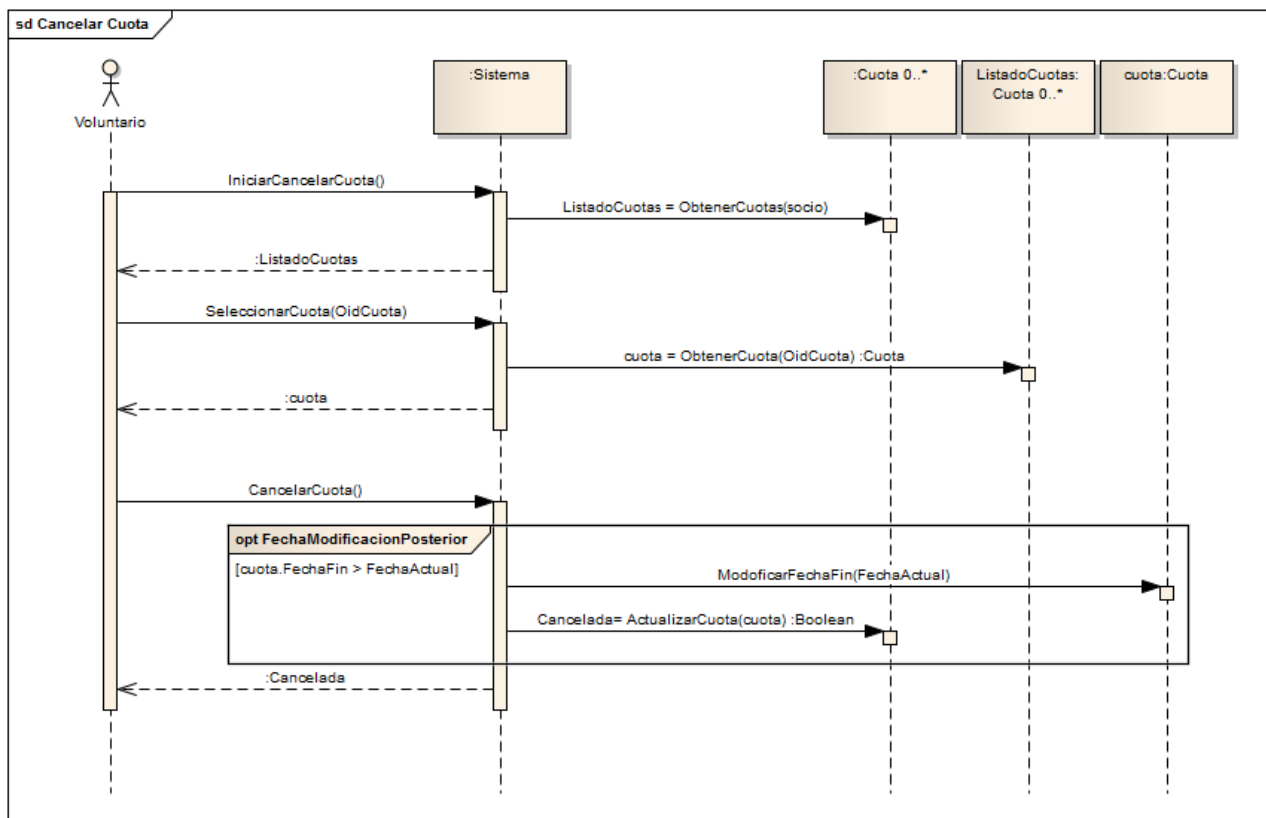 sd Cancelar Cuota
Voluntario
:Sistema
:Cuota 0..*
ListadoCuotas:
Cuota 0..*
cuota:Cuota
IniciarCancelarCuota()
ListadoCuotas = ObtenerCuotas(socio)
:ListadoCuotas
SeleccionarCuota(OidCuota)
cuota = ObtenerCuota(OidCuota) :Cuota
:cuota
CancelarCuota()
opt FechaModificacionPosterior
[cuota.FechaFin > FechaActual]
ModoficarFechaFin(FechaActual)
Cancelada= ActualizarCuota(cuota) :Boolean
:Cancelada